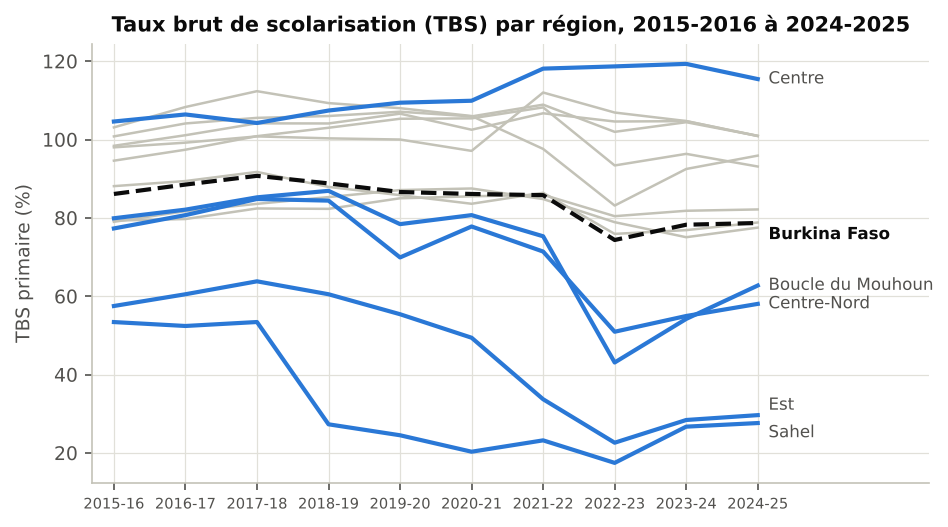 Taux brut de scolarisation (TBS) par région, 2015-2016 à 2024-2025
TBS primaire (%)
120
100
80
60
40
20
Centre
Burkina Faso
Boucle du Mouhoun
Centre-Nord
Est
Sahel
2015-16 2016-17 2017-18 2018-19 2019-20 2020-21 2021-22 2022-23 2023-24 2024-25